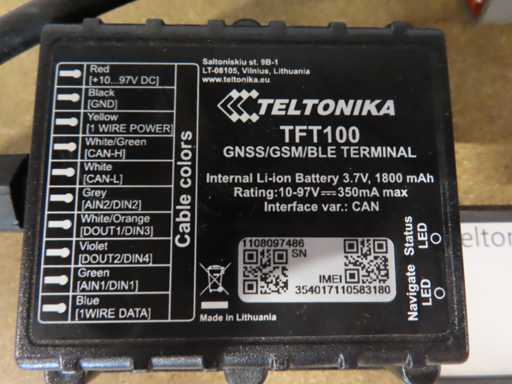 Red
[+10...97V DC]
Black
[GND]
Yellow
[1 WIRE POWER]
White/Green
[CAN-H]
White
[CAN-L]
Grey
[AIN2/DIN2]
White/Orange
[DOUT1/DIN3]
Violet
[DOUT2/DIN4]
Green
[AIN1/DIN1]
Blue
[1WIRE DATA]
Cable colors
Saltoniskiu st. 9B-1
LT-08105, Vilnius, Lithuania
www.teltonika.eu
TELTONIKA
TFT100
GNSS/GSM/BLE TERMINAL
Internal Li-ion Battery 3.7V, 1800 mAh
Rating:10-97V⎓350mA max
Interface var.: CAN
1108097486
SN
IMEI
354017110583180
Made in Lithuania
Navigate
LED
Status
LED
eltor